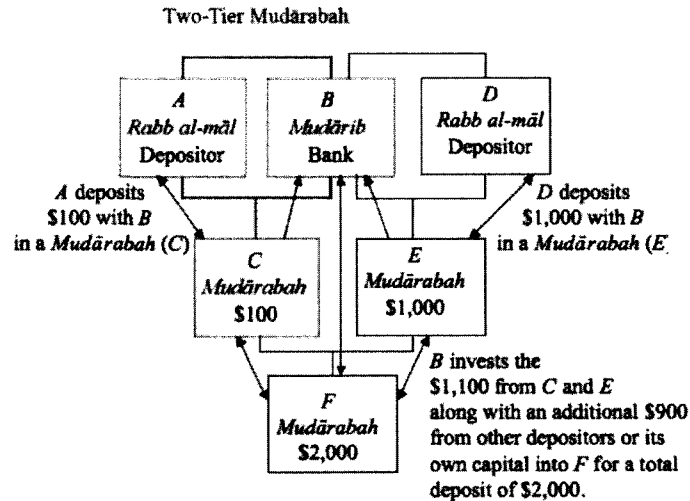 Two-Tier Mudārabah
A
Rabb al-māl
Depositor
B
Mudārib
Bank
D
Rabb al-māl
Depositor
A deposits
$100 with B
in a Mudārabah (C)
D deposits
$1,000 with B
in a Mudārabah (E
C
Mudārabah
$100
E
Mudārabah
$1,000
F
Mudārabah
$2,000
B invests the
$1,100 from C and E
along with an additional $900
from other depositors or its
own capital into F for a total
deposit of $2,000.